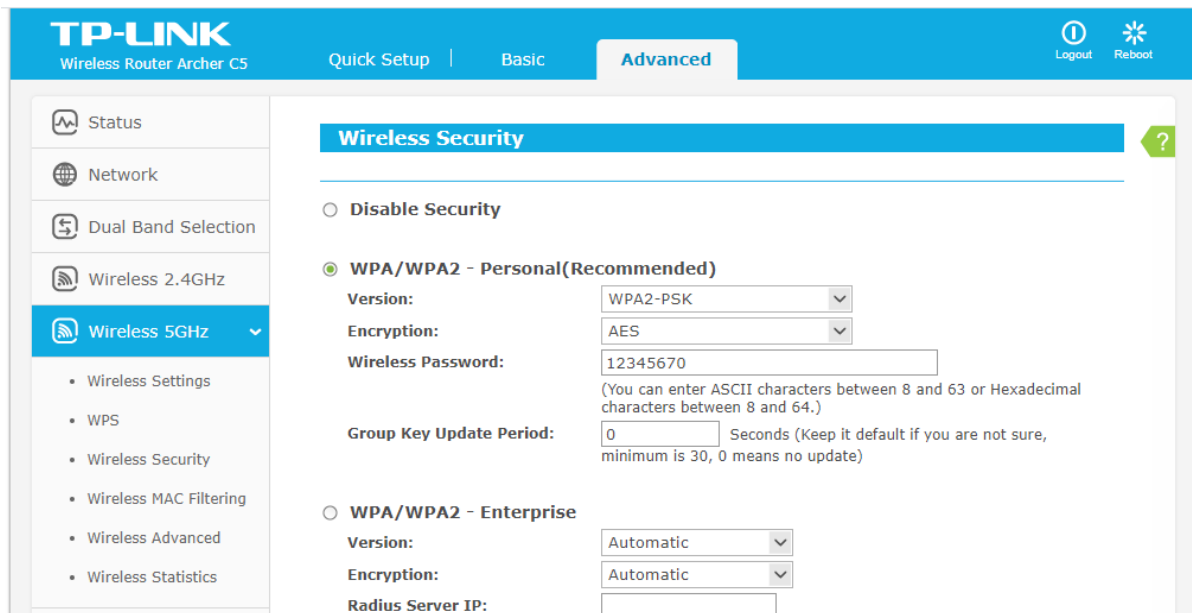 TP-LINK
Wireless Router Archer C5
Quick Setup
Basic
Advanced
Logout
Reboot
Status
Network
Dual Band Selection
Wireless 2.4GHz
Wireless 5GHz
Wireless Settings
WPS
Wireless Security
Wireless MAC Filtering
Wireless Advanced
Wireless Statistics
Wireless Security
?
Disable Security
WPA/WPA2 - Personal(Recommended)
Version: WPA2-PSK
Encryption: AES
Wireless Password: 12345670
(You can enter ASCII characters between 8 and 63 or Hexadecimal
characters between 8 and 64.)
Group Key Update Period: 0 Seconds (Keep it default if you are not sure,
minimum is 30, 0 means no update)
WPA/WPA2 - Enterprise
Version: Automatic
Encryption: Automatic
Radius Server IP: